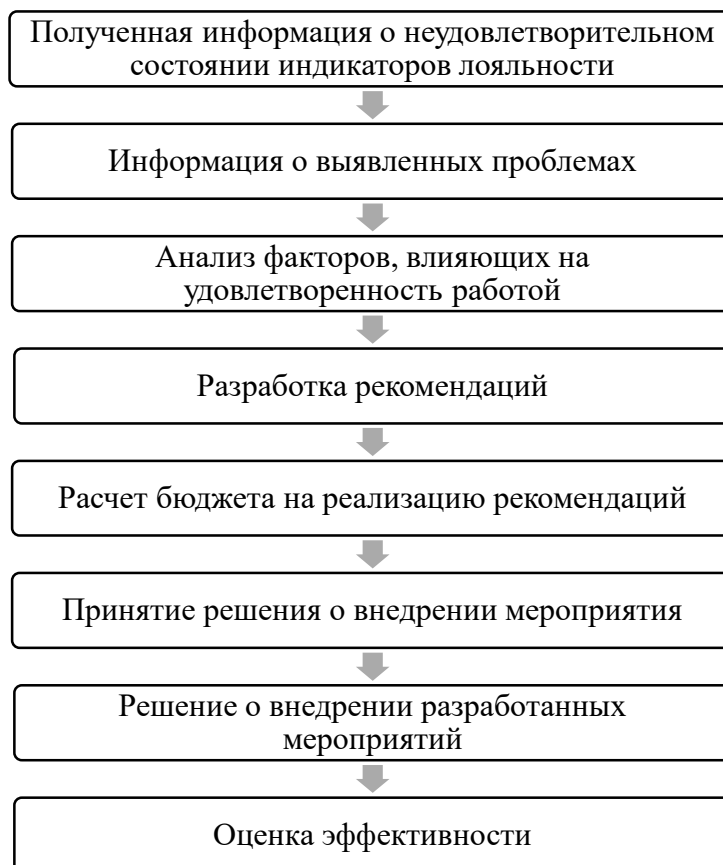 Полученная информация о неудовлетворительном
состоянии индикаторов лояльности
Информация о выявленных проблемах
Анализ факторов, влияющих на
удовлетворенность работой
Разработка рекомендаций
Расчет бюджета на реализацию рекомендаций
Принятие решения о внедрении мероприятия
Решение о внедрении разработанных
мероприятий
Оценка эффективности